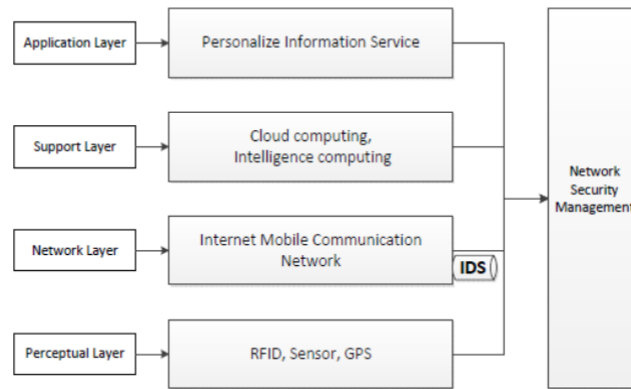 Application Layer
Personalize Information Service
Support Layer
Cloud computing,
Intelligence computing
Network
Security
Management
Network Layer
Internet Mobile Communication
Network
IDS
Perceptual Layer
RFID, Sensor, GPS